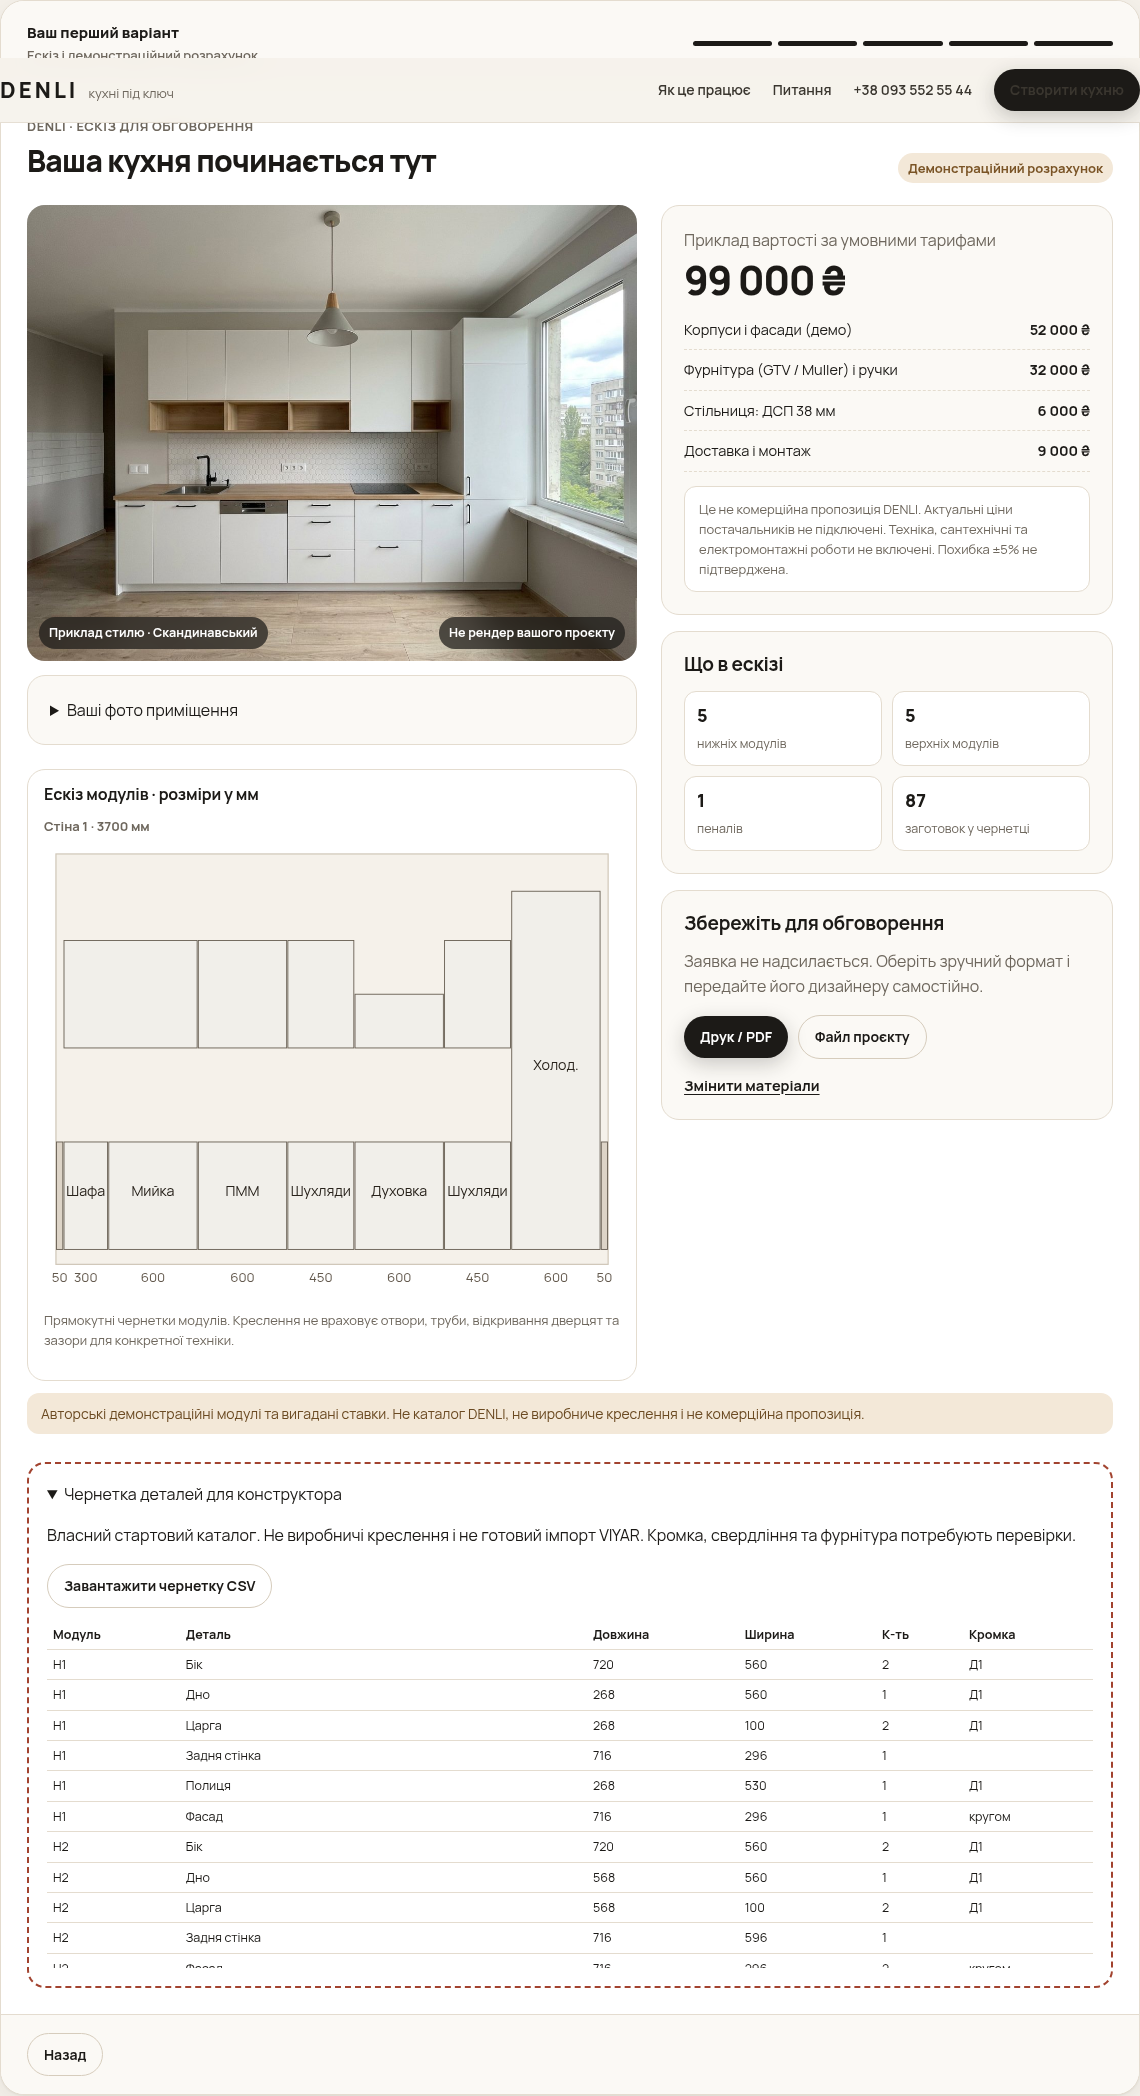 Ваш перший варіант
Ескіз і демонстраційний розрахунок
DENLI кухні під ключ
Як це працює Питання +38 093 552 55 44 Створити кухню
DENLI · ЕСКІЗ ДЛЯ ОБГОВОРЕННЯ
Ваша кухня починається тут
Демонстраційний розрахунок
Приклад стилю · Скандинавський
Не рендер вашого проєкту
Ваші фото приміщення
Ескіз модулів · розміри у мм
Стіна 1 · 3700 мм
Холод.
Шафа Мийка ПММ Шухляди Духовка Шухляди
50 300 600 600 450 600 450 600 50
Прямокутні чернетки модулів. Креслення не враховує отвори, труби, відкривання дверцят та
зазори для конкретної техніки.
Приклад вартості за умовними тарифами
99 000 ₴
Корпуси і фасади (демо) 52 000 ₴
Фурнітура (GTV / Muller) і ручки 32 000 ₴
Стільниця: ДСП 38 мм 6 000 ₴
Доставка і монтаж 9 000 ₴
Це не комерційна пропозиція DENLI. Актуальні ціни
постачальників не підключені. Техніка, сантехнічні та
електромонтажні роботи не включені. Похибка ±5% не
підтверджена.
Що в ескізі
5 5
нижніх модулів верхніх модулів
1 87
пеналів заготовок у чернетці
Збережіть для обговорення
Заявка не надсилається. Оберіть зручний формат і
передайте його дизайнеру самостійно.
Друк / PDF Файл проєкту
Змінити матеріали
Авторські демонстраційні модулі та вигадані ставки. Не каталог DENLI, не виробниче креслення і не комерційна пропозиція.
Чернетка деталей для конструктора
Власний стартовий каталог. Не виробничі креслення і не готовий імпорт VIYAR. Кромка, свердління та фурнітура потребують перевірки.
Завантажити чернетку CSV
Модуль Деталь Довжина Ширина К-ть Кромка
Н1 Бік 720 560 2 Д1
Н1 Дно 268 560 1 Д1
Н1 Царга 268 100 2 Д1
Н1 Задня стінка 716 296 1
Н1 Полиця 268 530 1 Д1
Н1 Фасад 716 296 1 кругом
Н2 Бік 720 560 2 Д1
Н2 Дно 568 560 1 Д1
Н2 Царга 568 100 2 Д1
Н2 Задня стінка 716 596 1
Н2 Фасад 716 296 2 кругом
Назад